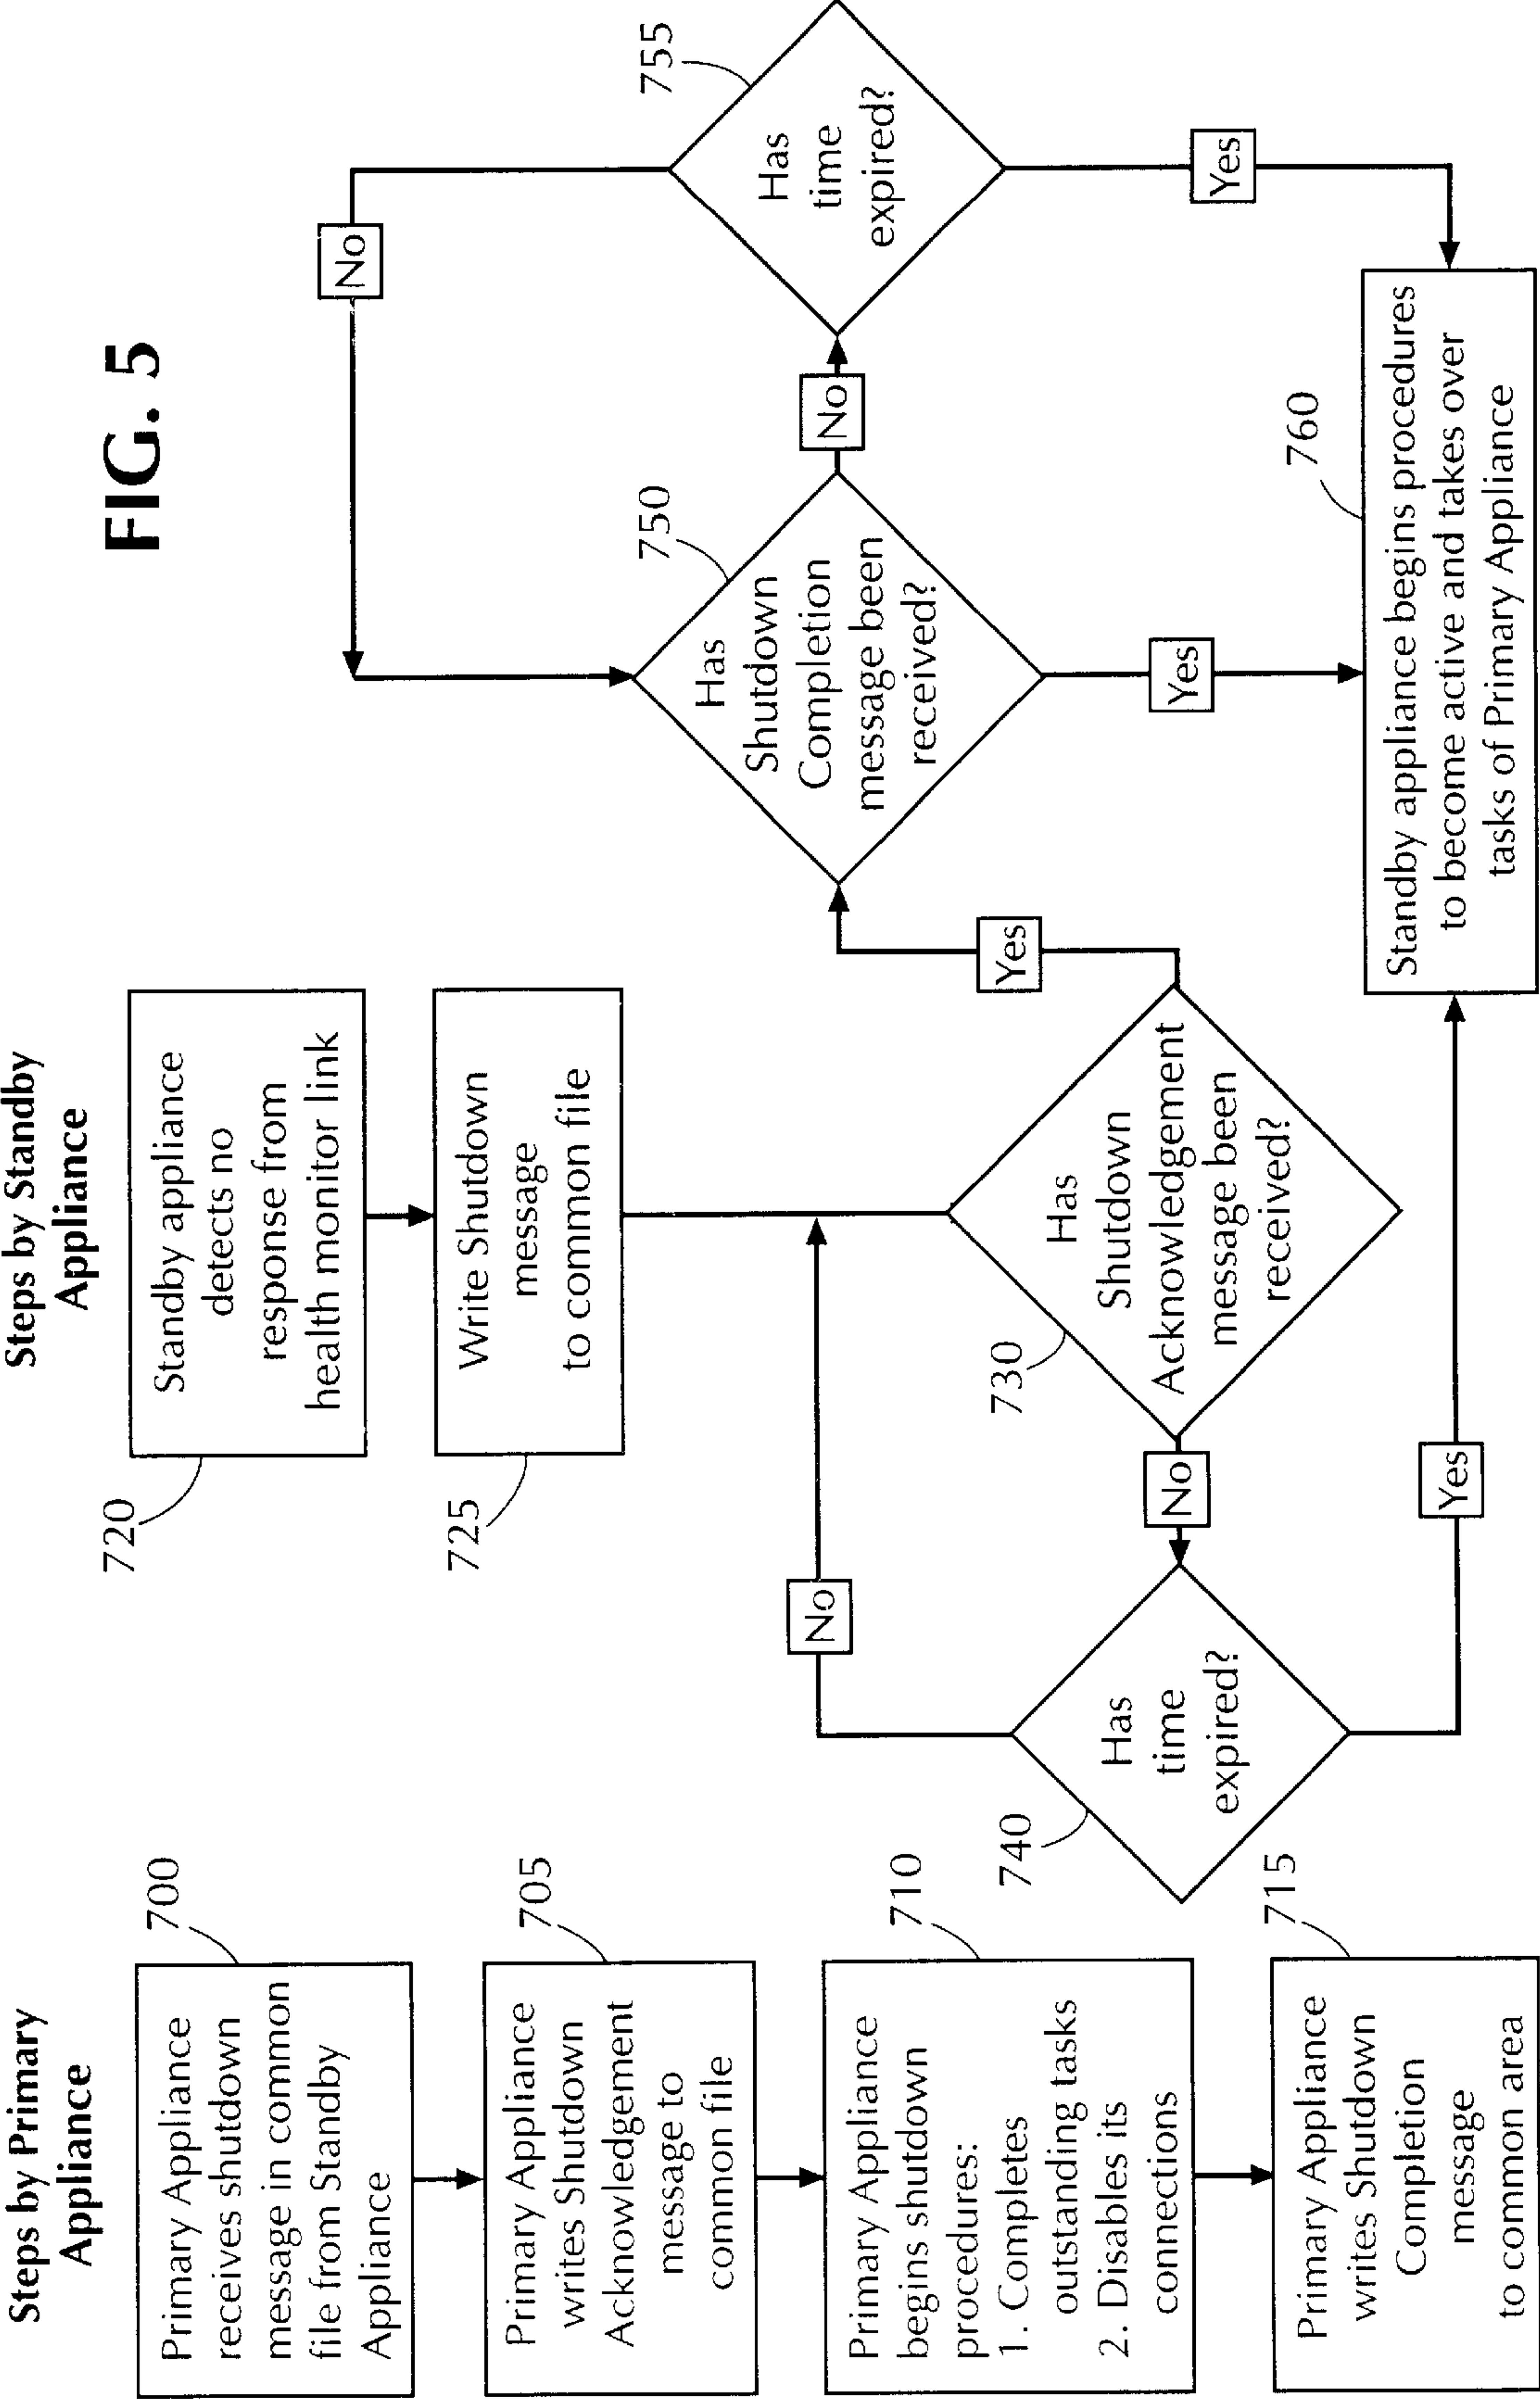 FIG. 5
Steps by Primary
Appliance
700
Primary Appliance
receives shutdown
message in common
file from Standby
Appliance
705
Primary Appliance
writes Shutdown
Acknowledgement
message to
common file
710
Primary Appliance
begins shutdown
procedures:
1. Completes
outstanding tasks
2. Disables its
connections
715
Primary Appliance
writes Shutdown
Completion
message
to common area
Steps by Standby
Appliance
720
Standby appliance
detects no
response from
health monitor link
725
Write Shutdown
message
to common file
730
Has
Shutdown
Acknowledgement
message been
received?
No
Yes
740
Has
time
expired?
No
Yes
750
Has
Shutdown
Completion
message been
received?
No
Yes
755
Has
time
expired?
No
Yes
760
Standby appliance begins procedures
to become active and takes over
tasks of Primary Appliance